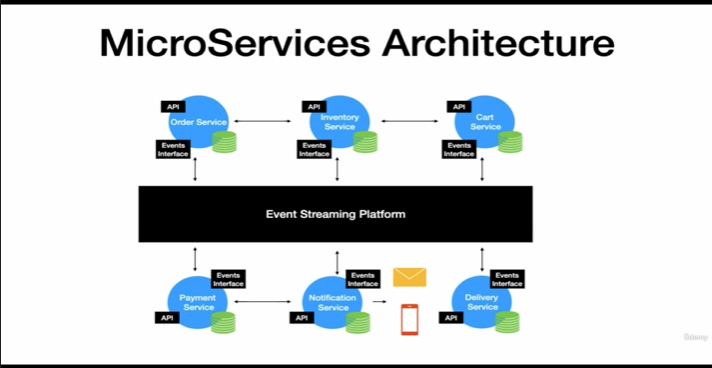 MicroServices Architecture
API
Order Service
Events
Interface
API
Inventory
Service
Events
Interface
API
Cart
Service
Events
Interface
Event Streaming Platform
Events
Interface
Payment
Service
API
Events
Interface
Notification
Service
API
Events
Interface
Delivery
Service
API
Udemy